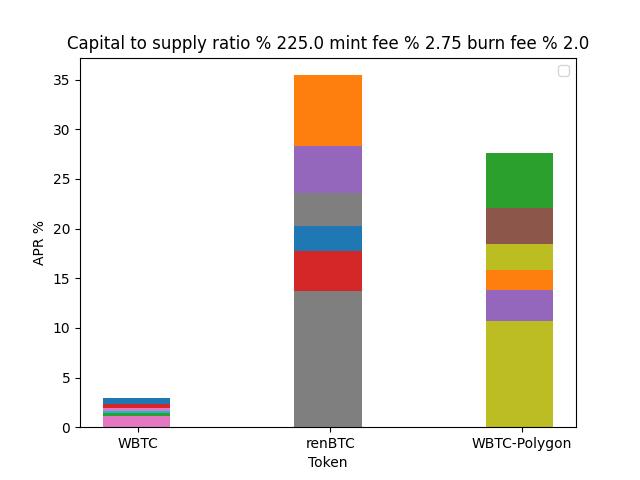 Capital to supply ratio % 225.0 mint fee % 2.75 burn fee % 2.0
35
30
25
20
15
10
5
0
APR %
WBTC
renBTC
WBTC-Polygon
Token